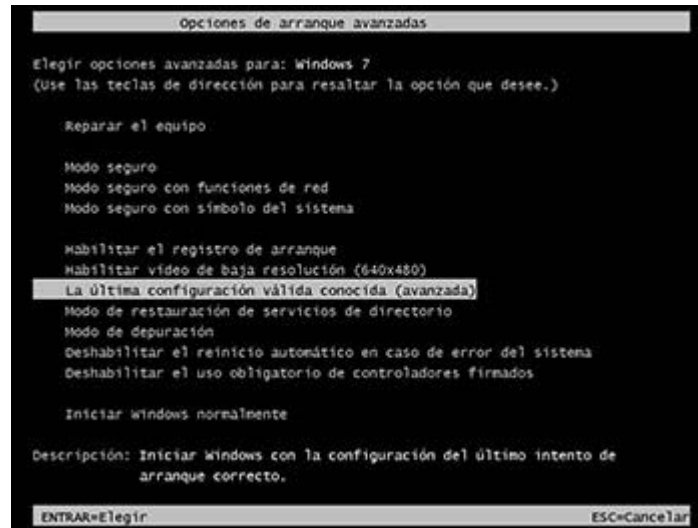 Opciones de arranque avanzadas
Elegir opciones avanzadas para: Windows 7
(Use las teclas de dirección para resaltar la opción que desee.)
Reparar el equipo
Modo seguro
Modo seguro con funciones de red
Modo seguro con símbolo del sistema
Habilitar el registro de arranque
Habilitar vídeo de baja resolución (640x480)
La última configuración válida conocida (avanzada)
Modo de restauración de servicios de directorio
Modo de depuración
Deshabilitar el reinicio automático en caso de error del sistema
Deshabilitar el uso obligatorio de controladores firmados
Iniciar Windows normalmente
Descripción: Iniciar Windows con la configuración del último intento de
arranque correcto.
ENTRAR=Elegir ESC=Cancelar